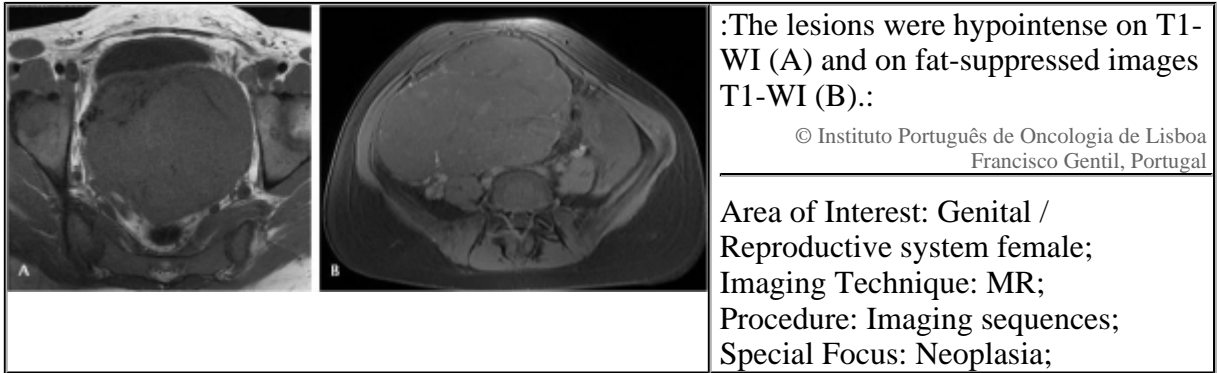 A
B
:The lesions were hypointense on T1-
WI (A) and on fat-suppressed images
T1-WI (B).:
© Instituto Português de Oncologia de Lisboa
Francisco Gentil, Portugal
Area of Interest: Genital /
Reproductive system female;
Imaging Technique: MR;
Procedure: Imaging sequences;
Special Focus: Neoplasia;